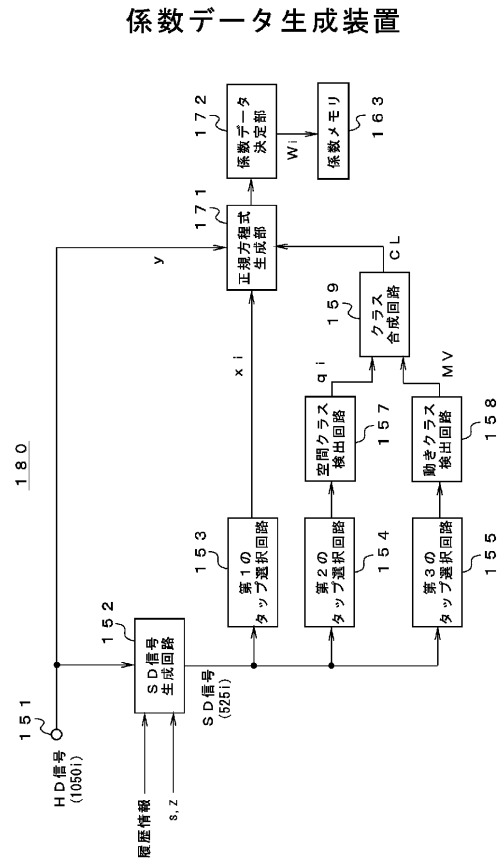 係数データ生成装置
180
151
HD信号
(1050i)
履歴情報
s,z
152
SD信号
生成回路
SD信号
(525i)
y
153
第1の
タップ選択回路
xi
154
第2の
タップ選択回路
155
第3の
タップ選択回路
157
空間クラス
検出回路
qi
158
動きクラス
検出回路
MV
159
クラス
合成回路
CL
171
正規方程式
生成部
172
係数データ
決定部
Wi
係数メモリ
163